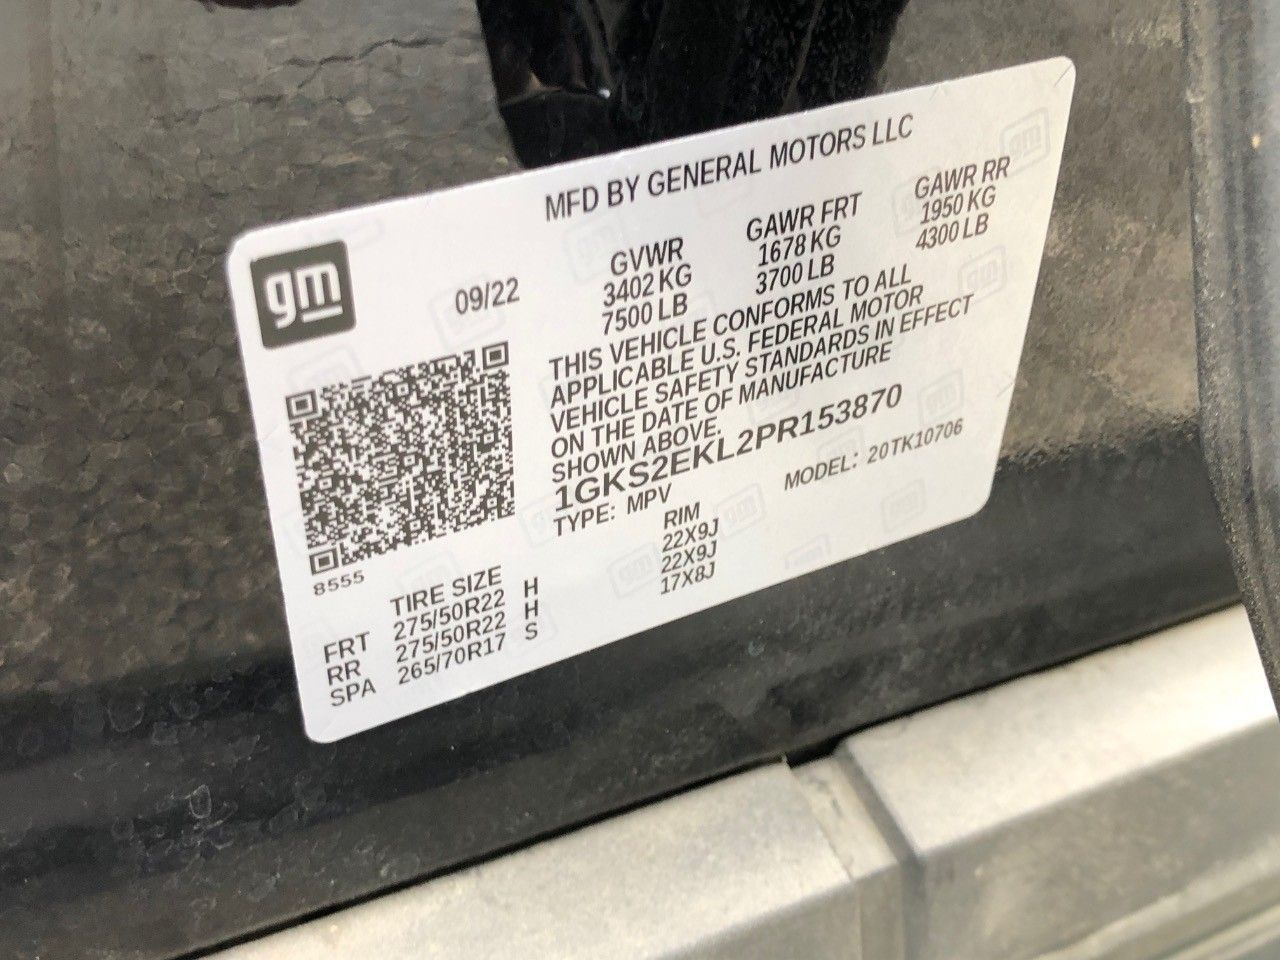 MFD BY GENERAL MOTORS LLC
gm
09/22
GVWR
3402 KG
7500 LB
GAWR FRT
1678 KG
3700 LB
GAWR RR
1950 KG
4300 LB
THIS VEHICLE CONFORMS TO ALL
APPLICABLE U.S. FEDERAL MOTOR
VEHICLE SAFETY STANDARDS IN EFFECT
ON THE DATE OF MANUFACTURE
SHOWN ABOVE.
1GKS2EKL2PR153870
TYPE: MPV
MODEL: 20TK10706
8555
TIRE SIZE RIM
FRT 275/50R22 H 22X9J
RR 275/50R22 H 22X9J
SPA 265/70R17 S 17X8J